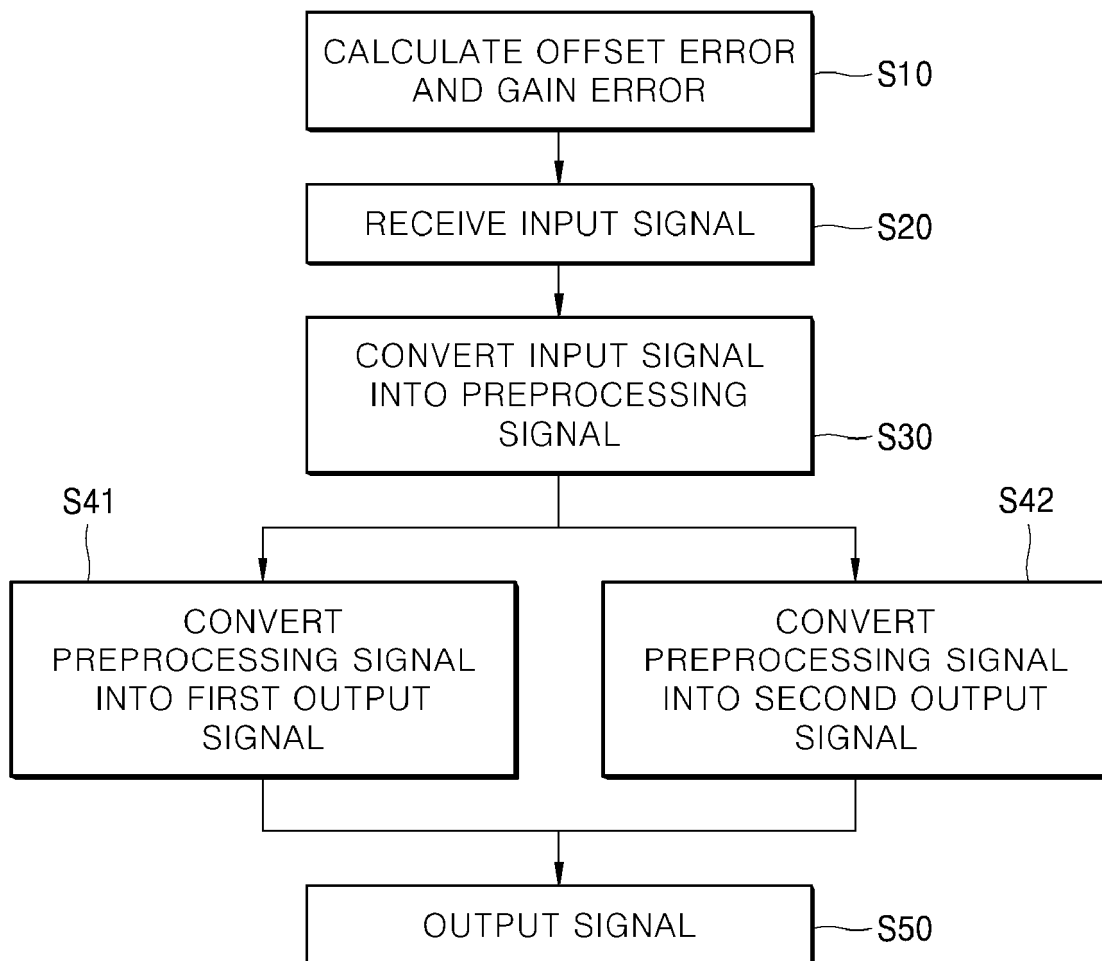 CALCULATE OFFSET ERROR
AND GAIN ERROR
S10
RECEIVE INPUT SIGNAL
S20
CONVERT INPUT SIGNAL
INTO PREPROCESSING
SIGNAL
S30
S41
S42
CONVERT
PREPROCESSING SIGNAL
INTO FIRST OUTPUT
SIGNAL
CONVERT
PREPROCESSING SIGNAL
INTO SECOND OUTPUT
SIGNAL
OUTPUT SIGNAL
S50